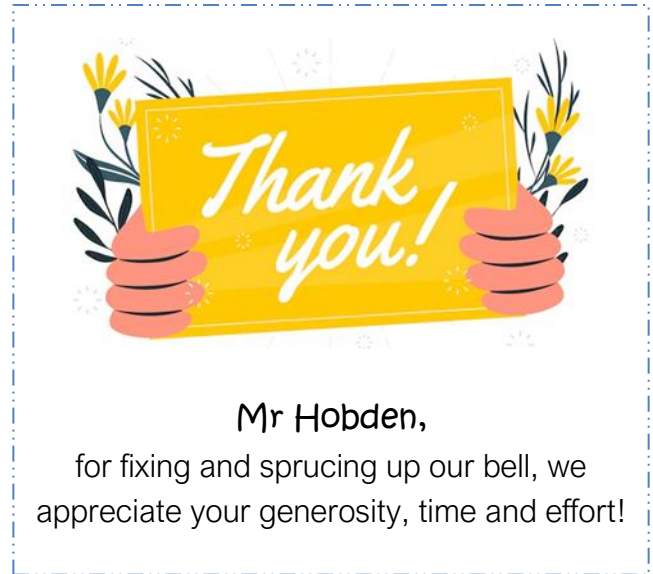 Thank
you!
Mr Hobden,
for fixing and sprucing up our bell, we
appreciate your generosity, time and effort!